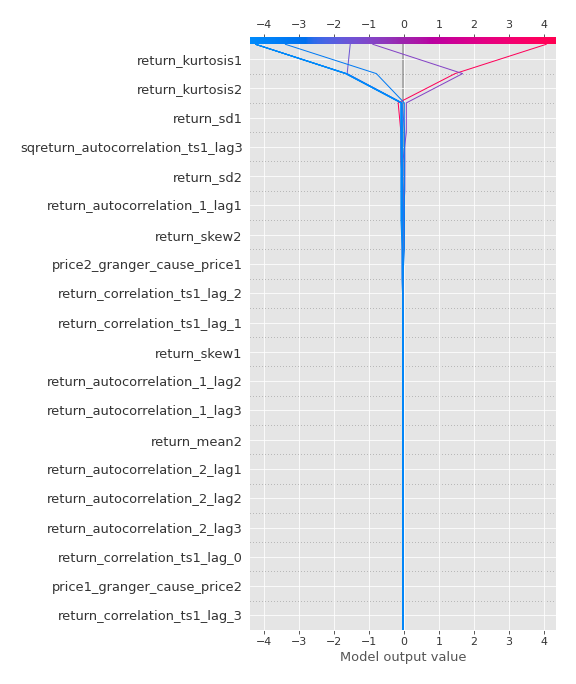 −4 −3 −2 −1 0 1 2 3 4
return_kurtosis1
return_kurtosis2
return_sd1
sqreturn_autocorrelation_ts1_lag3
return_sd2
return_autocorrelation_1_lag1
return_skew2
price2_granger_cause_price1
return_correlation_ts1_lag_2
return_correlation_ts1_lag_1
return_skew1
return_autocorrelation_1_lag2
return_autocorrelation_1_lag3
return_mean2
return_autocorrelation_2_lag1
return_autocorrelation_2_lag2
return_autocorrelation_2_lag3
return_correlation_ts1_lag_0
price1_granger_cause_price2
return_correlation_ts1_lag_3
−4 −3 −2 −1 0 1 2 3 4
Model output value